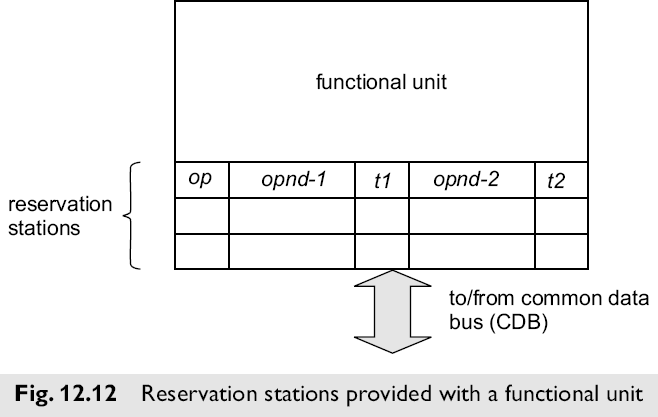 functional unit
op opnd-1 t1 opnd-2 t2
reservation
stations
to/from common data
bus (CDB)
Fig. 12.12 Reservation stations provided with a functional unit